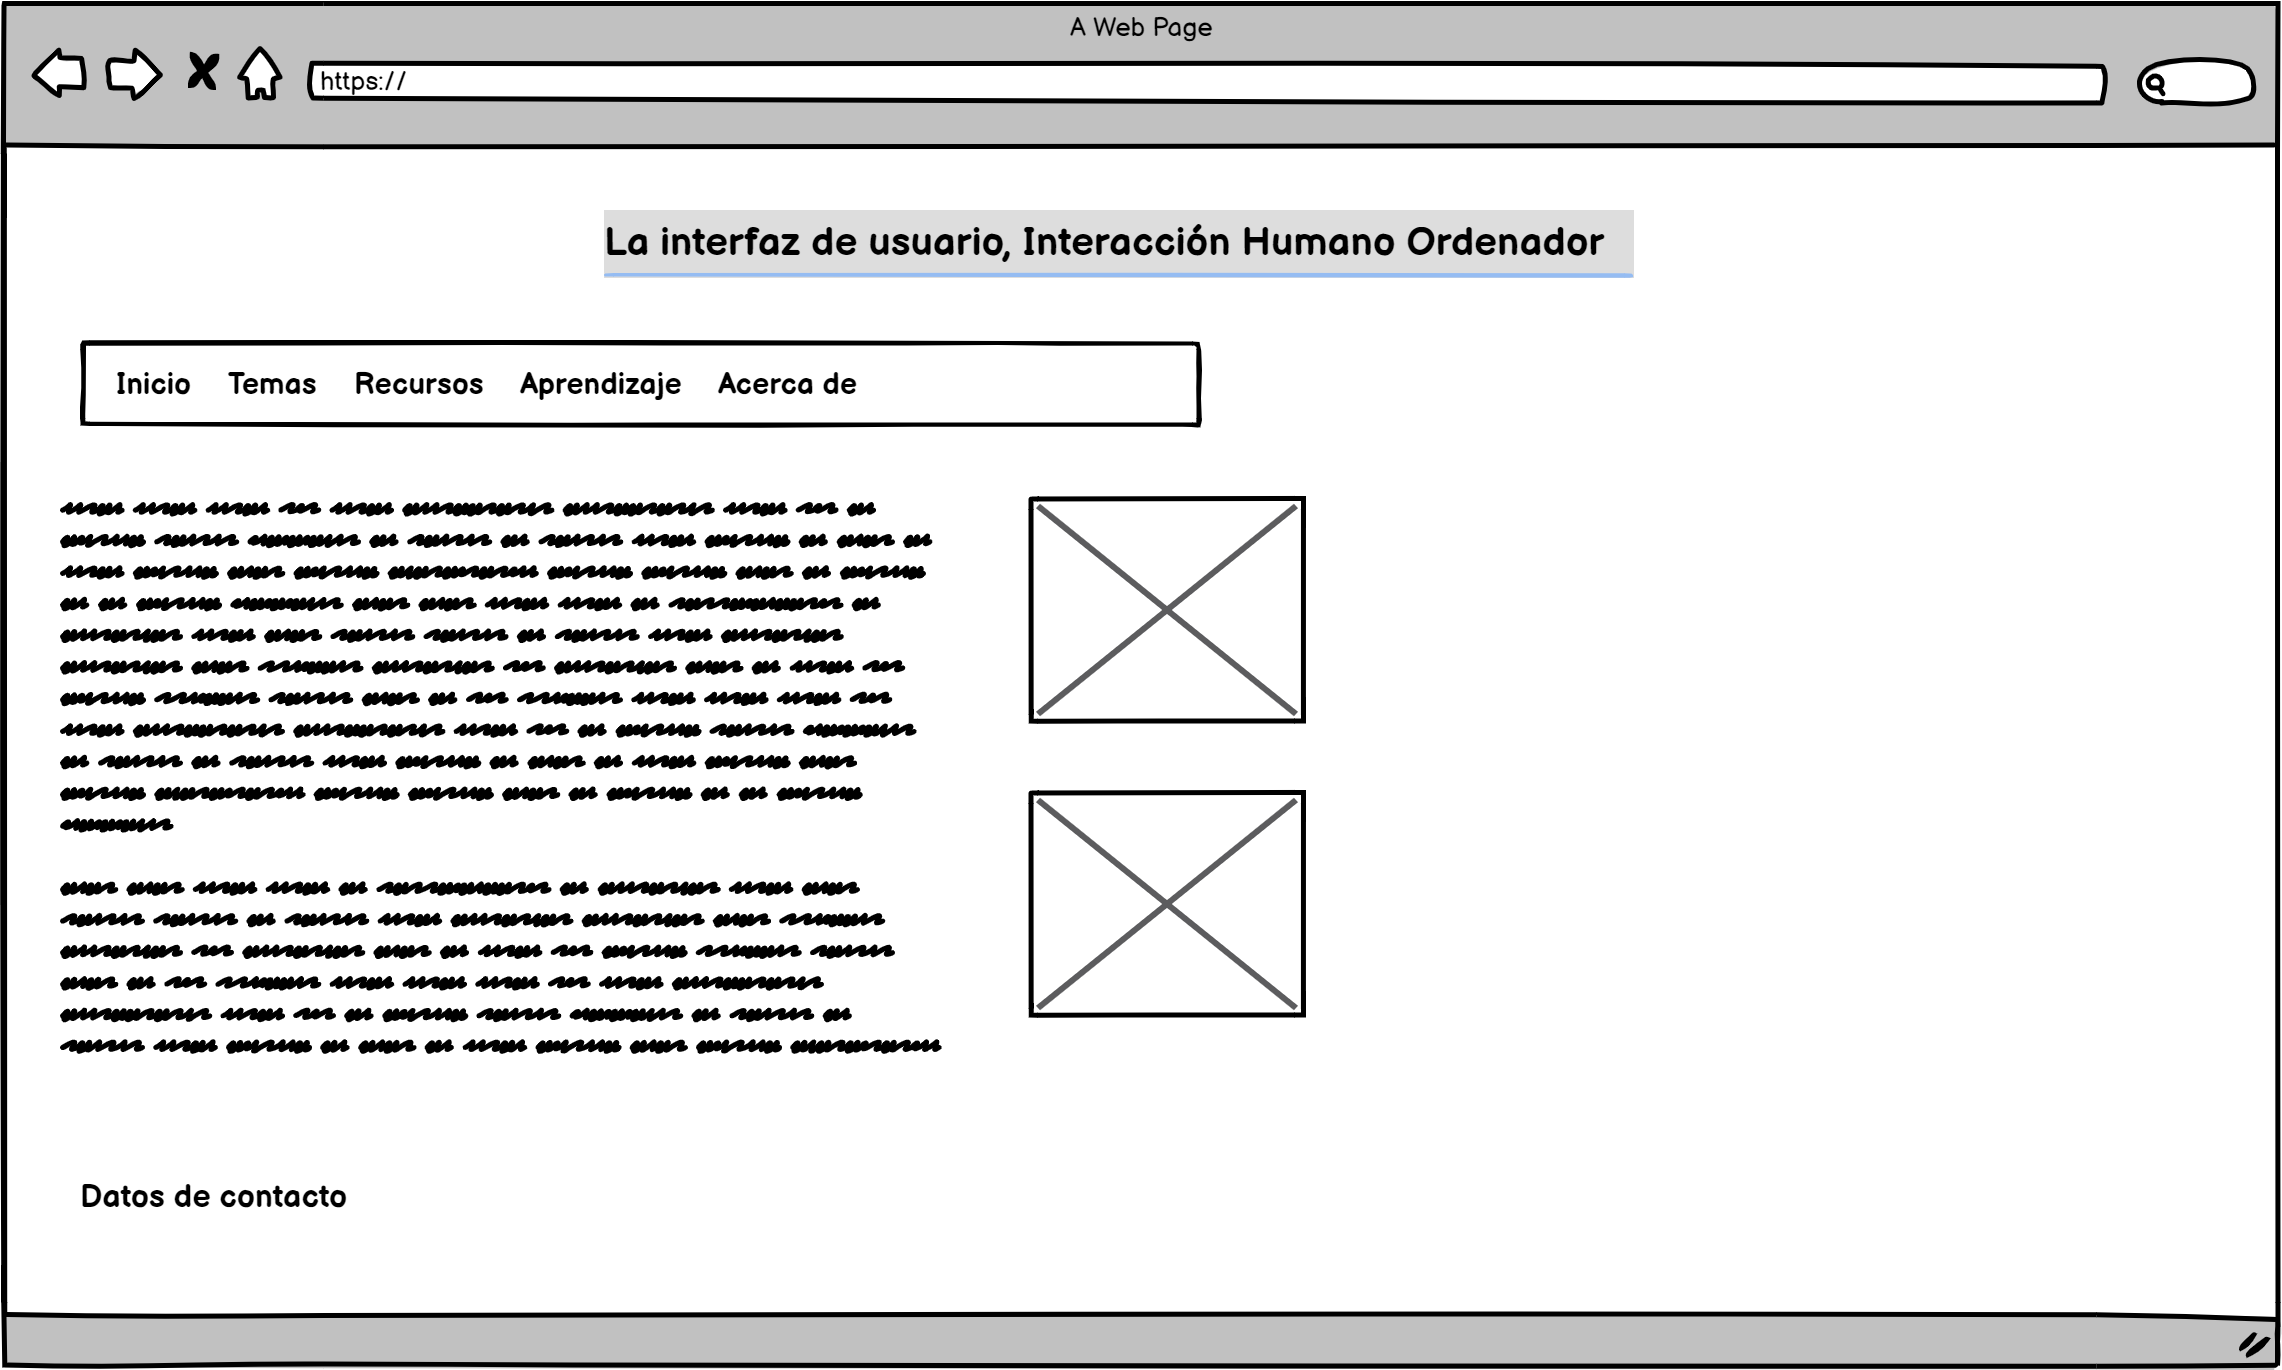 A Web Page
https://
La interfaz de usuario, Interacción Humano Ordenador
Inicio Temas Recursos Aprendizaje Acerca de
Datos de contacto